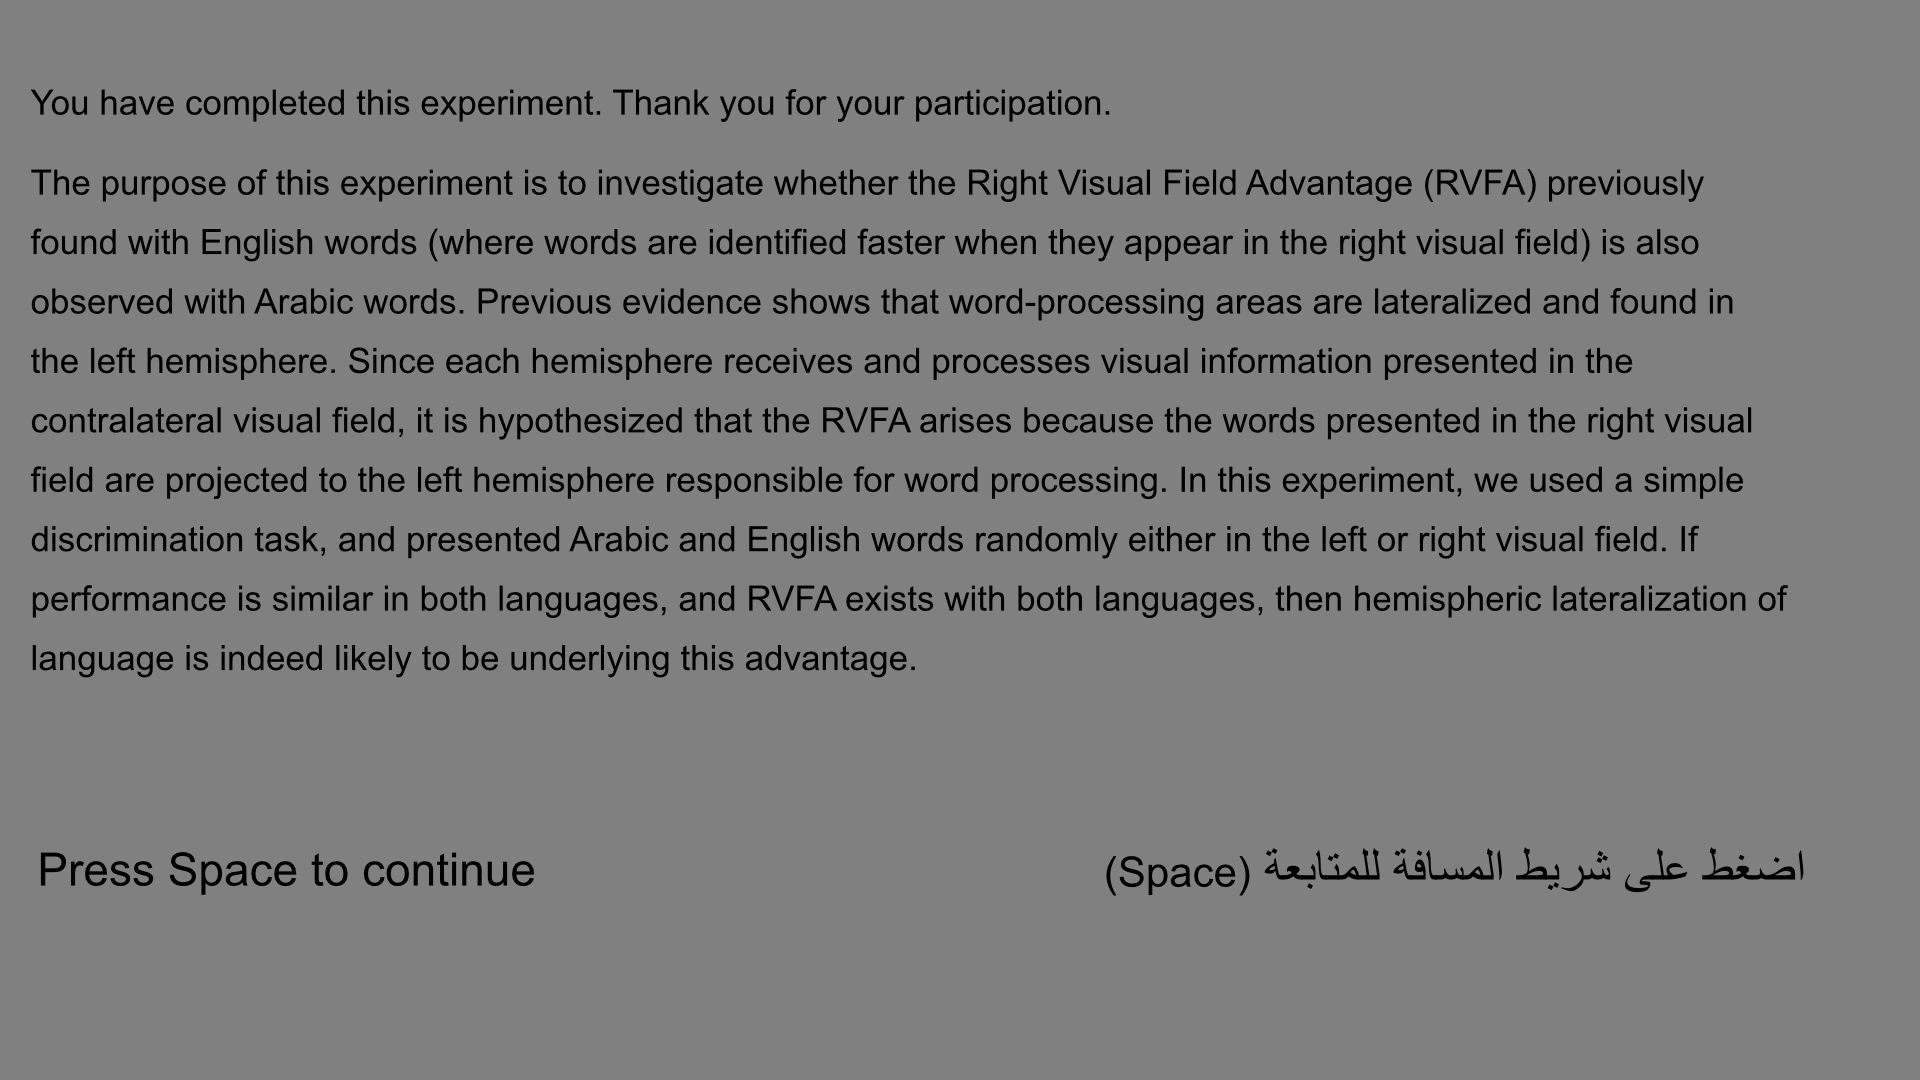 You have completed this experiment. Thank you for your participation.
The purpose of this experiment is to investigate whether the Right Visual Field Advantage (RVFA) previously
found with English words (where words are identified faster when they appear in the right visual field) is also
observed with Arabic words. Previous evidence shows that word-processing areas are lateralized and found in
the left hemisphere. Since each hemisphere receives and processes visual information presented in the
contralateral visual field, it is hypothesized that the RVFA arises because the words presented in the right visual
field are projected to the left hemisphere responsible for word processing. In this experiment, we used a simple
discrimination task, and presented Arabic and English words randomly either in the left or right visual field. If
performance is similar in both languages, and RVFA exists with both languages, then hemispheric lateralization of
language is indeed likely to be underlying this advantage.
Press Space to continue
اضغط على شريط المسافة للمتابعة (Space)